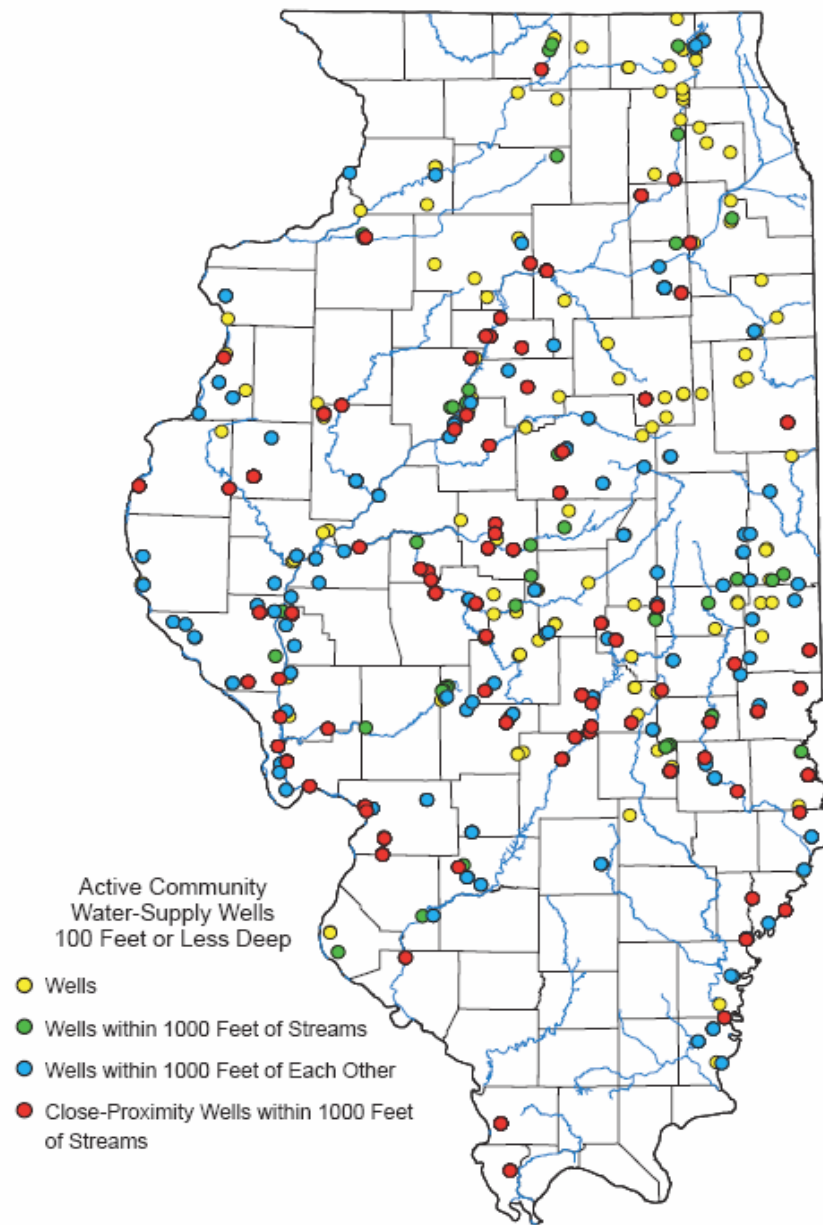 Active Community
Water-Supply Wells
100 Feet or Less Deep
Wells
Wells within 1000 Feet of Streams
Wells within 1000 Feet of Each Other
Close-Proximity Wells within 1000 Feet
of Streams